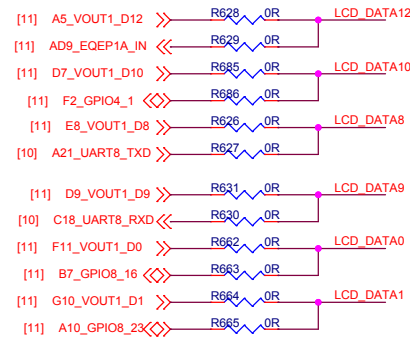 [11] A5_VOUT1_D12 R628 0R LCD_DATA12
[11] AD9_EQEP1A_IN R629 0R
[11] D7_VOUT1_D10 R685 0R LCD_DATA10
[11] F2_GPIO4_1 R686 0R
[11] E8_VOUT1_D8 R626 0R LCD_DATA8
[10] A21_UART8_TXD R627 0R
[11] D9_VOUT1_D9 R631 0R LCD_DATA9
[10] C18_UART8_RXD R630 0R
[11] F11_VOUT1_D0 R662 0R LCD_DATA0
[11] B7_GPIO8_16 R663 0R
[11] G10_VOUT1_D1 R664 0R LCD_DATA1
[11] A10_GPIO8_23 R665 0R